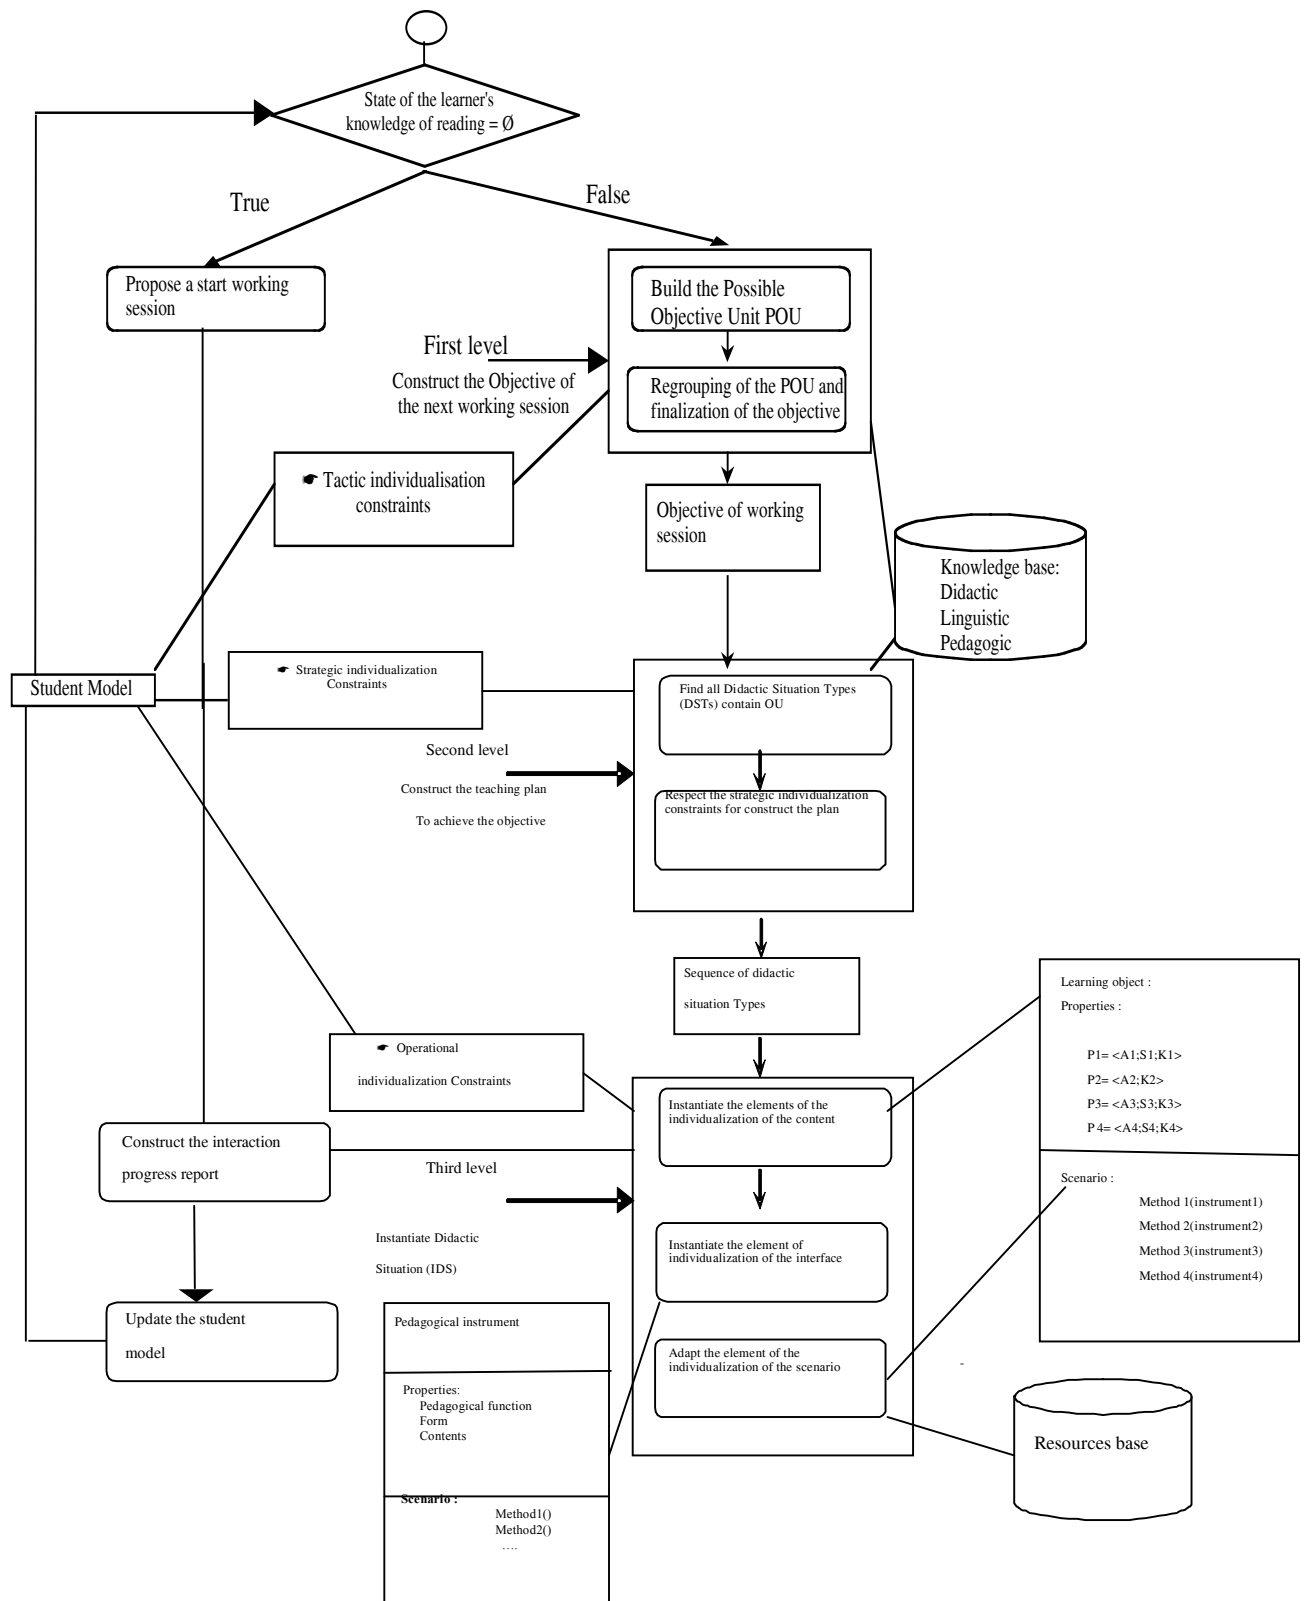 State of the learner's
knowledge of reading = Ø
True
False
Propose a start working
session
Build the Possible
Objective Unit POU
First level
Construct the Objective of
the next working session
Regrouping of the POU and
finalization of the objective
☛ Tactic individualisation
constraints
Objective of working
session
Knowledge base:
Didactic
Linguistic
Pedagogic
Student Model
☛ Strategic individualization
Constraints
Find all Didactic Situation Types
(DSTs) contain OU
Second level
Construct the teaching plan
To achieve the objective
Respect the strategic individualization
constraints for construct the plan
Sequence of didactic
situation Types
Learning object :
Properties :
P1= <A1;S1;K1>
P2= <A2;K2>
P3= <A3;S3;K3>
P4= <A4;S4;K4>
☛ Operational
individualization Constraints
Instantiate the elements of the
individualization of the content
Construct the interaction
progress report
Third level
Instantiate Didactic
Situation (IDS)
Scenario :
Method 1(instrument1)
Method 2(instrument2)
Method 3(instrument3)
Method 4(instrument4)
Instantiate the element of
individualization of the interface
Update the student
model
Pedagogical instrument
Properties:
Pedagogical function
Form
Contents
Adapt the element of the
individualization of the scenario
-
Resources base
Scenario :
Method1()
Method2()
....